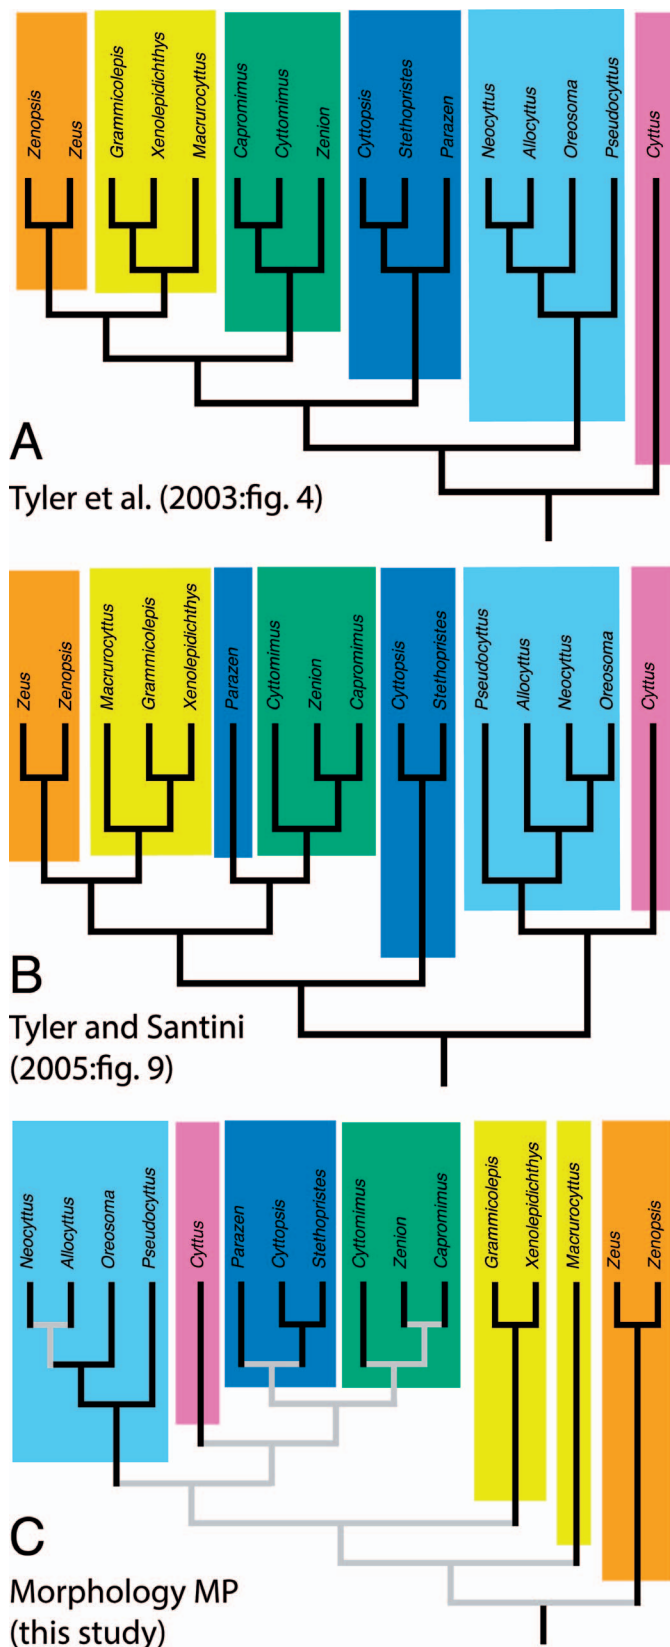 Zenopsis
Zeus
Grammicolepis
Xenolepidichthys
Macrurocyttus
Capromimus
Cyttomimus
Zenion
Cyttopsis
Stethopristes
Parazen
Neocyttus
Allocyttus
Oreosoma
Pseudocyttus
Cyttus
A
Tyler et al. (2003:fig. 4)
Zeus
Zenopsis
Macrurocyttus
Grammicolepis
Xenolepidichthys
Parazen
Cyttomimus
Zenion
Capromimus
Cyttopsis
Stethopristes
Pseudocyttus
Allocyttus
Neocyttus
Oreosoma
Cyttus
B
Tyler and Santini
(2005:fig. 9)
Neocyttus
Allocyttus
Oreosoma
Pseudocyttus
Cyttus
Parazen
Cyttopsis
Stethopristes
Cyttomimus
Zenion
Capromimus
Grammicolepis
Xenolepidichthys
Macrurocyttus
Zeus
Zenopsis
C
Morphology MP
(this study)